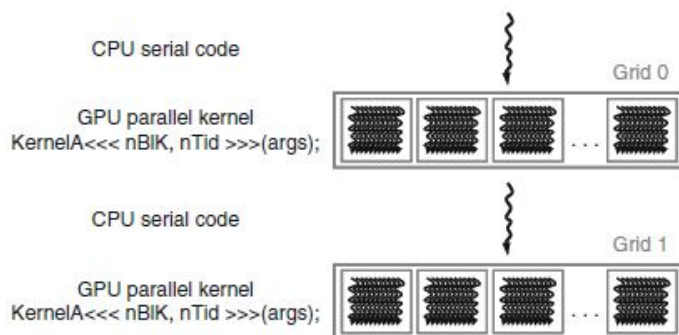 CPU serial code
Grid 0
GPU parallel kernel
KernelA<<< nBlK, nTid >>>(args);
. . .
CPU serial code
Grid 1
GPU parallel kernel
KernelA<<< nBlK, nTid >>>(args);
. . .